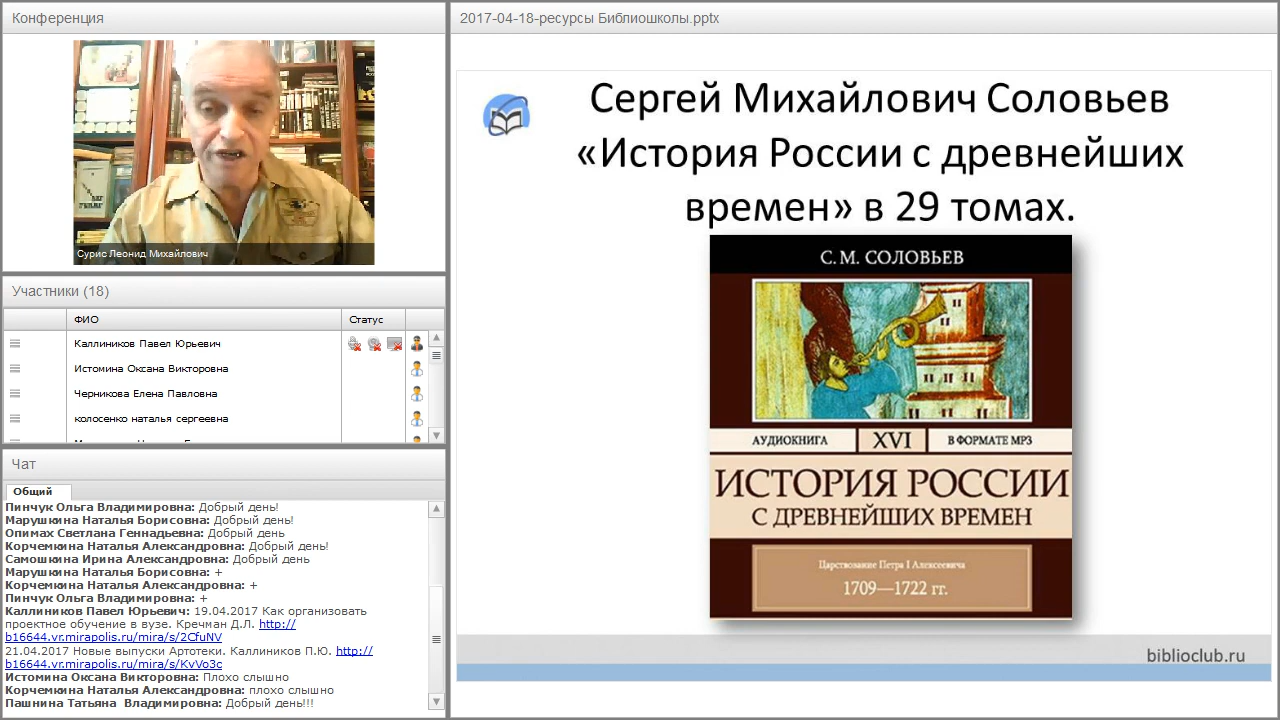 Конференция
Сурис Леонид Михайлович
Участники (18)
ФИО
Статус
Каллиников Павел Юрьевич
Истомина Оксана Викторовна
Черникова Елена Павловна
колосенко наталья сергеевна
Чат
Общий
Пинчук Ольга Владимировна: Добрый день!
Марушкина Наталья Борисовна: Добрый день!
Опимах Светлана Геннадьевна: Добрый день
Корчемкина Наталья Александровна: Добрый день!
Самошкина Ирина Александровна: Добрый день
Марушкина Наталья Борисовна: +
Корчемкина Наталья Александровна: +
Пинчук Ольга Владимировна: +
Каллиников Павел Юрьевич: 19.04.2017 Как организовать
проектное обучение в вузе. Кречман Д.Л. http://
b16644.vr.mirapolis.ru/mira/s/2CfuNV
21.04.2017 Новые выпуски Артотеки. Каллиников П.Ю. http://
b16644.vr.mirapolis.ru/mira/s/KvVo3c
Истомина Оксана Викторовна: Плохо слышно
Корчемкина Наталья Александровна: плохо слышно
Пашнина Татьяна Владимировна: Добрый день!!!
2017-04-18-ресурсы Библиошколы.pptx
Сергей Михайлович Соловьев
«История России с древнейших
времен» в 29 томах.
С. М. СОЛОВЬЕВ
АУДИОКНИГА XVI В ФОРМАТЕ MP3
ИСТОРИЯ РОССИИ
С ДРЕВНЕЙШИХ ВРЕМЕН
Царствование Петра I Алексеевича
1709—1722 гг.
biblioclub.ru